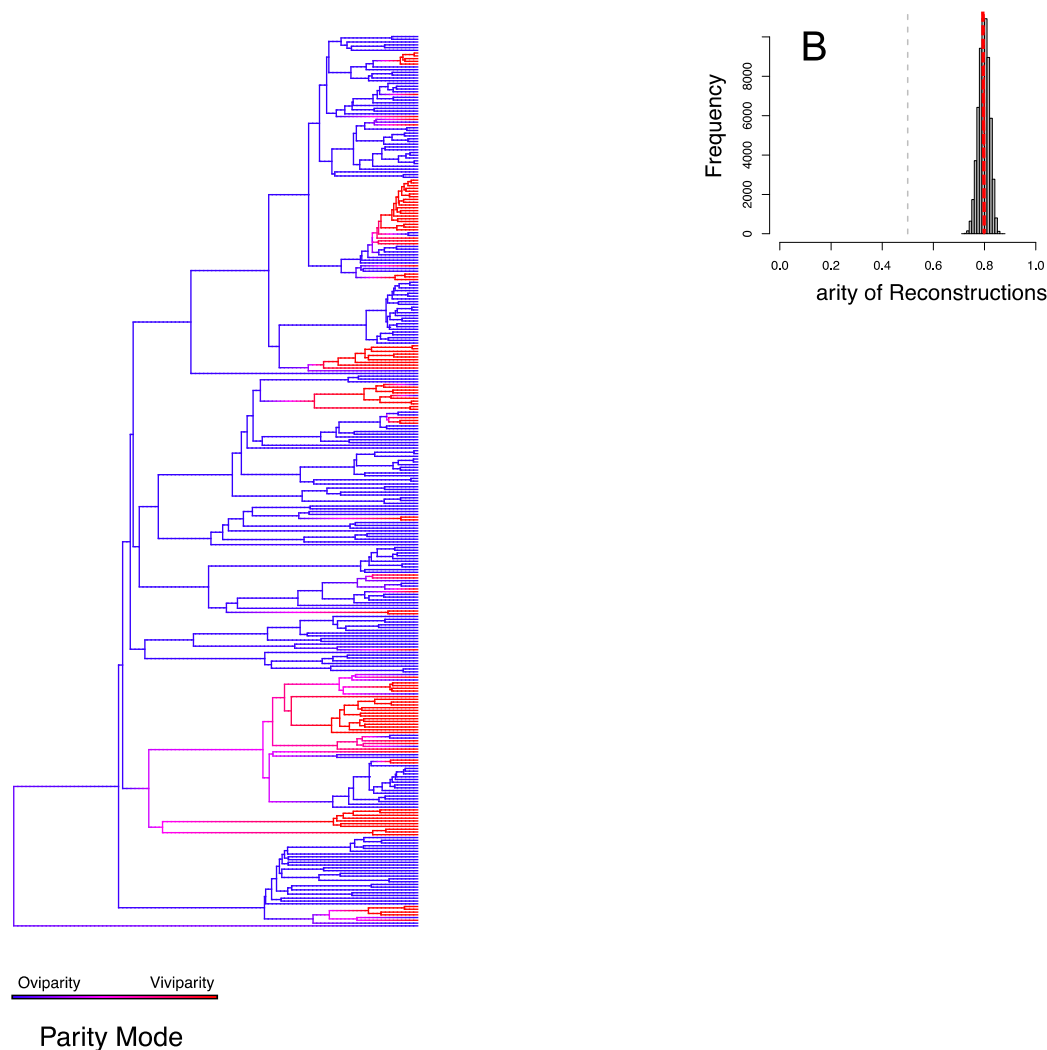 B
Frequency
8000
6000
4000
2000
0
0.0 0.2 0.4 0.6 0.8 1.0
arity of Reconstructions
Oviparity Viviparity
Parity Mode